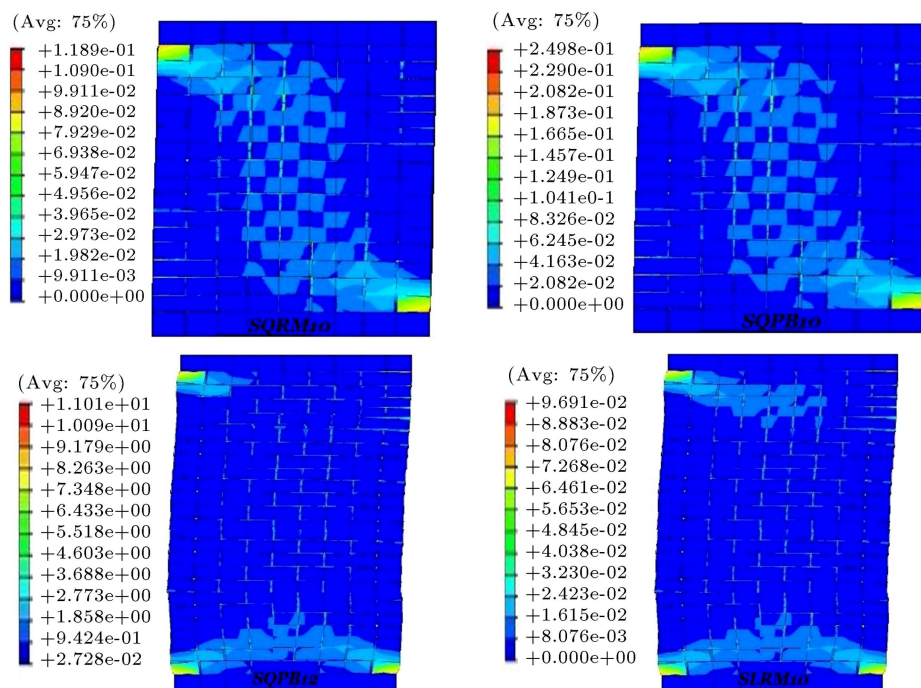 (Avg: 75%)
+1.189e-01
+1.090e-01
+9.911e-02
+8.920e-02
+7.929e-02
+6.938e-02
+5.947e-02
+4.956e-02
+3.965e-02
+2.973e-02
+1.982e-02
+9.911e-03
+0.000e+00
SQRM10
(Avg: 75%)
+2.498e-01
+2.290e-01
+2.082e-01
+1.873e-01
+1.665e-01
+1.457e-01
+1.249e-01
+1.041e0-1
+8.326e-02
+6.245e-02
+4.163e-02
+2.082e-02
+0.000e+00
SQPB10
(Avg: 75%)
+1.101e+01
+1.009e+01
+9.179e+00
+8.263e+00
+7.348e+00
+6.433e+00
+5.518e+00
+4.603e+00
+3.688e+00
+2.773e+00
+1.858e+00
+9.424e-01
+2.728e-02
SQPB12
(Avg: 75%)
+9.691e-02
+8.883e-02
+8.076e-02
+7.268e-02
+6.461e-02
+5.653e-02
+4.845e-02
+4.038e-02
+3.230e-02
+2.423e-02
+1.615e-02
+8.076e-03
+0.000e+00
SLRM10